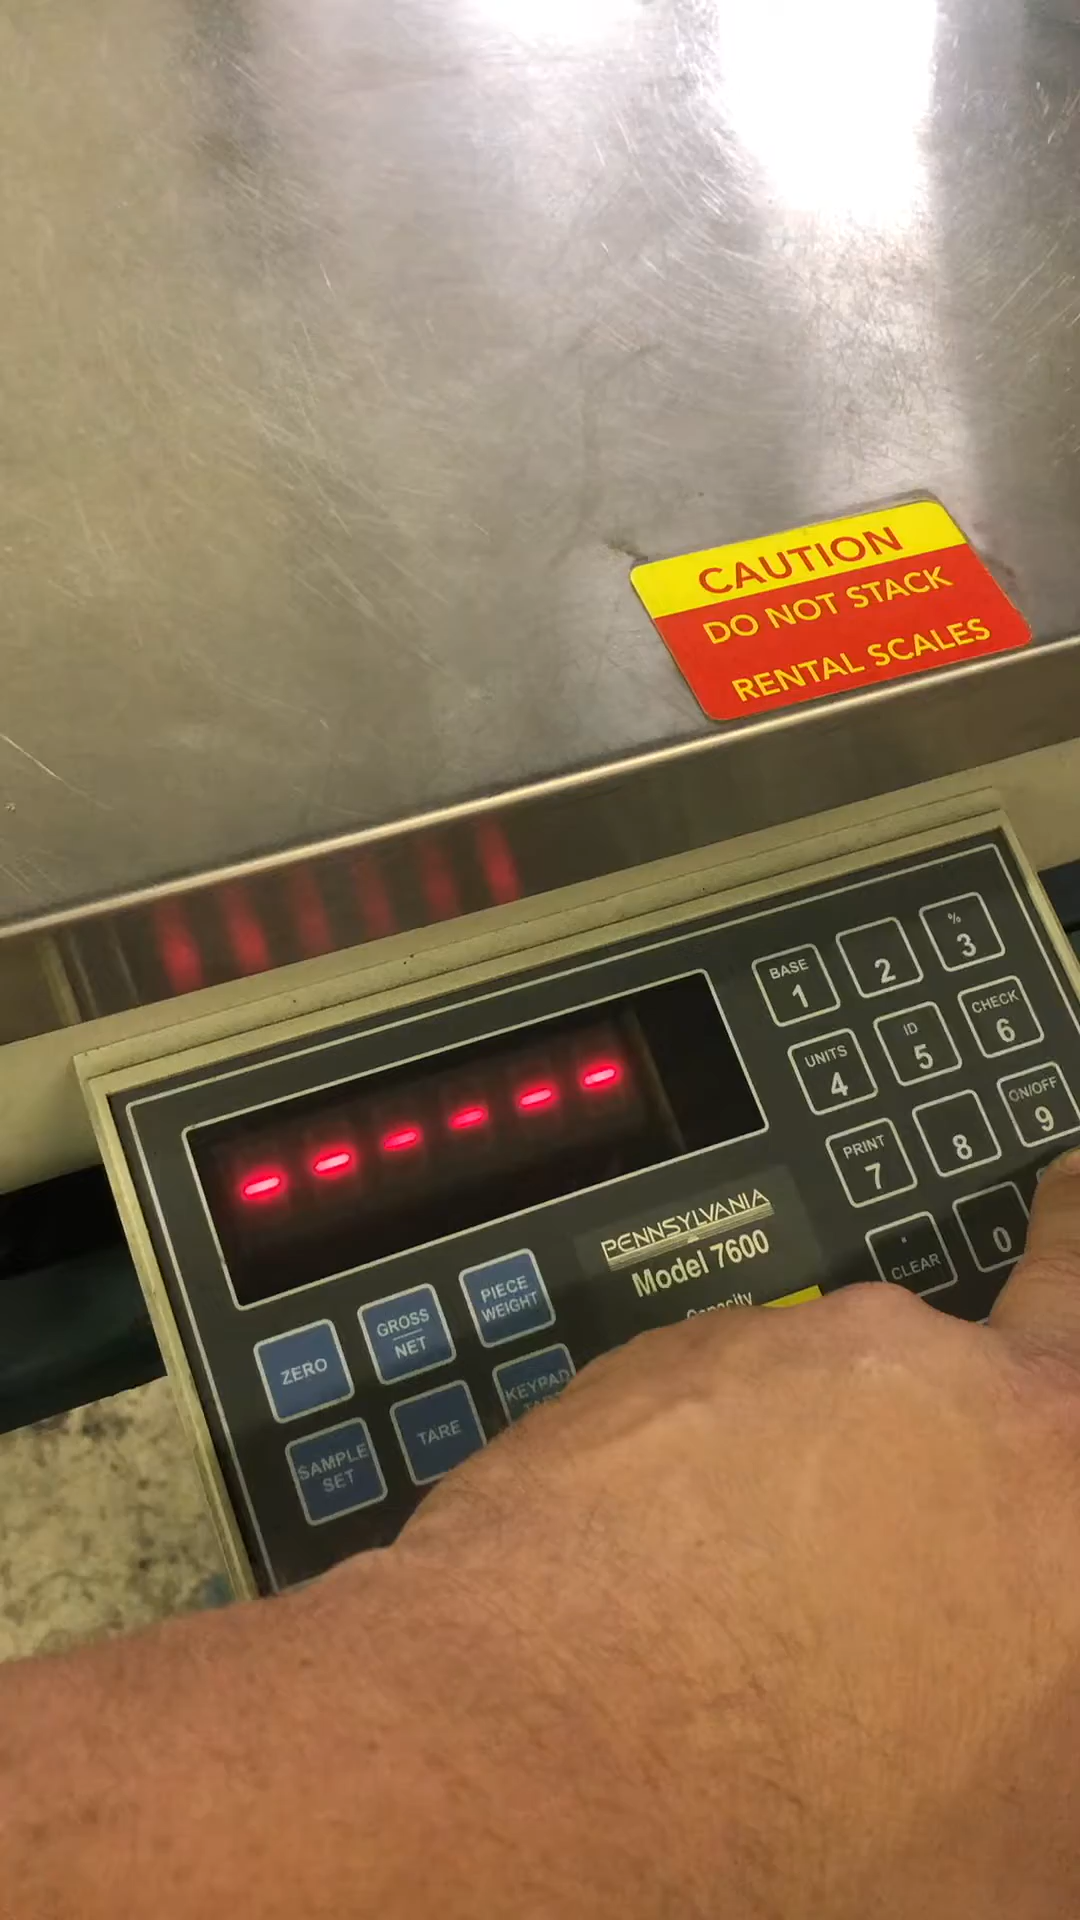 CAUTION
DO NOT STACK
RENTAL SCALES
------
BASE
1
2
%
3
UNITS
4
ID
5
CHECK
6
PRINT
7
8
ON/OFF
9
CLEAR
0
PENNSYLVANIA
Model 7600
Capacity
ZERO
GROSS
NET
PIECE
WEIGHT
SAMPLE
SET
TARE
KEYPAD